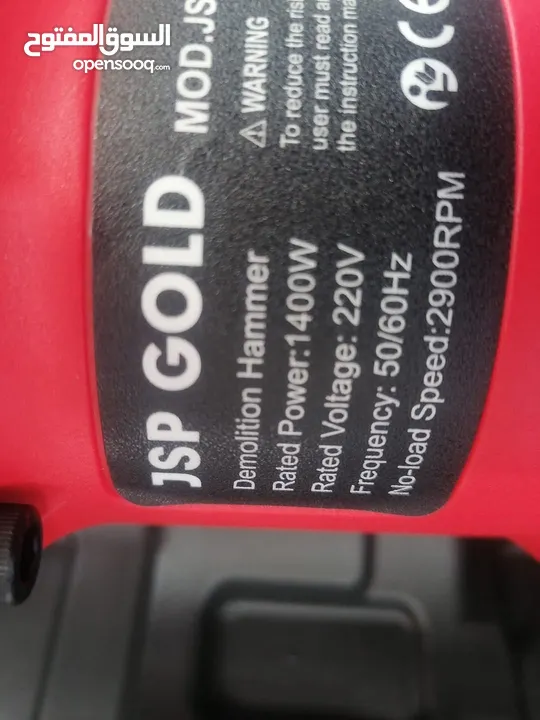 السوق المفتوح
opensooq.com
JSP GOLD MOD.JS
Demolition Hammer
Rated Power:1400W
Rated Voltage: 220V
Frequency: 50/60Hz
No-load Speed:2900RPM
⚠ WARNING
To reduce the ris
user must read a
the instruction ma
CE